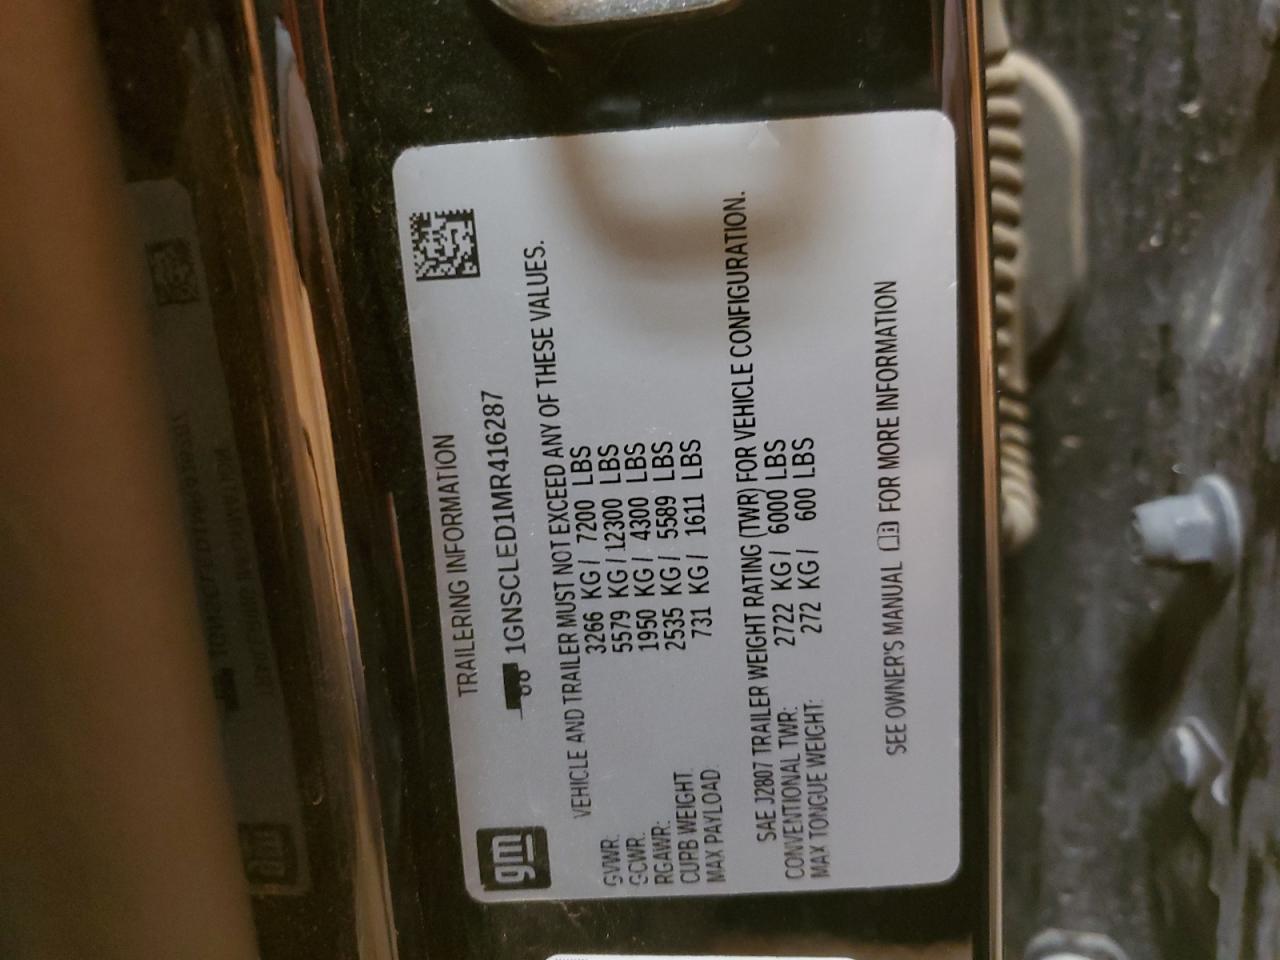 TRAILERING INFORMATION
1GNSCLED1MR416287
VEHICLE AND TRAILER MUST NOT EXCEED ANY OF THESE VALUES.
GVWR: 3266 KG / 7200 LBS
GCWR: 5579 KG / 12300 LBS
RGAWR: 1950 KG / 4300 LBS
CURB WEIGHT: 2535 KG / 5589 LBS
MAX PAYLOAD: 731 KG / 1611 LBS
SAE J2807 TRAILER WEIGHT RATING (TWR) FOR VEHICLE CONFIGURATION.
CONVENTIONAL TWR: 2722 KG / 6000 LBS
MAX TONGUE WEIGHT: 272 KG / 600 LBS
SEE OWNER'S MANUAL FOR MORE INFORMATION
gm